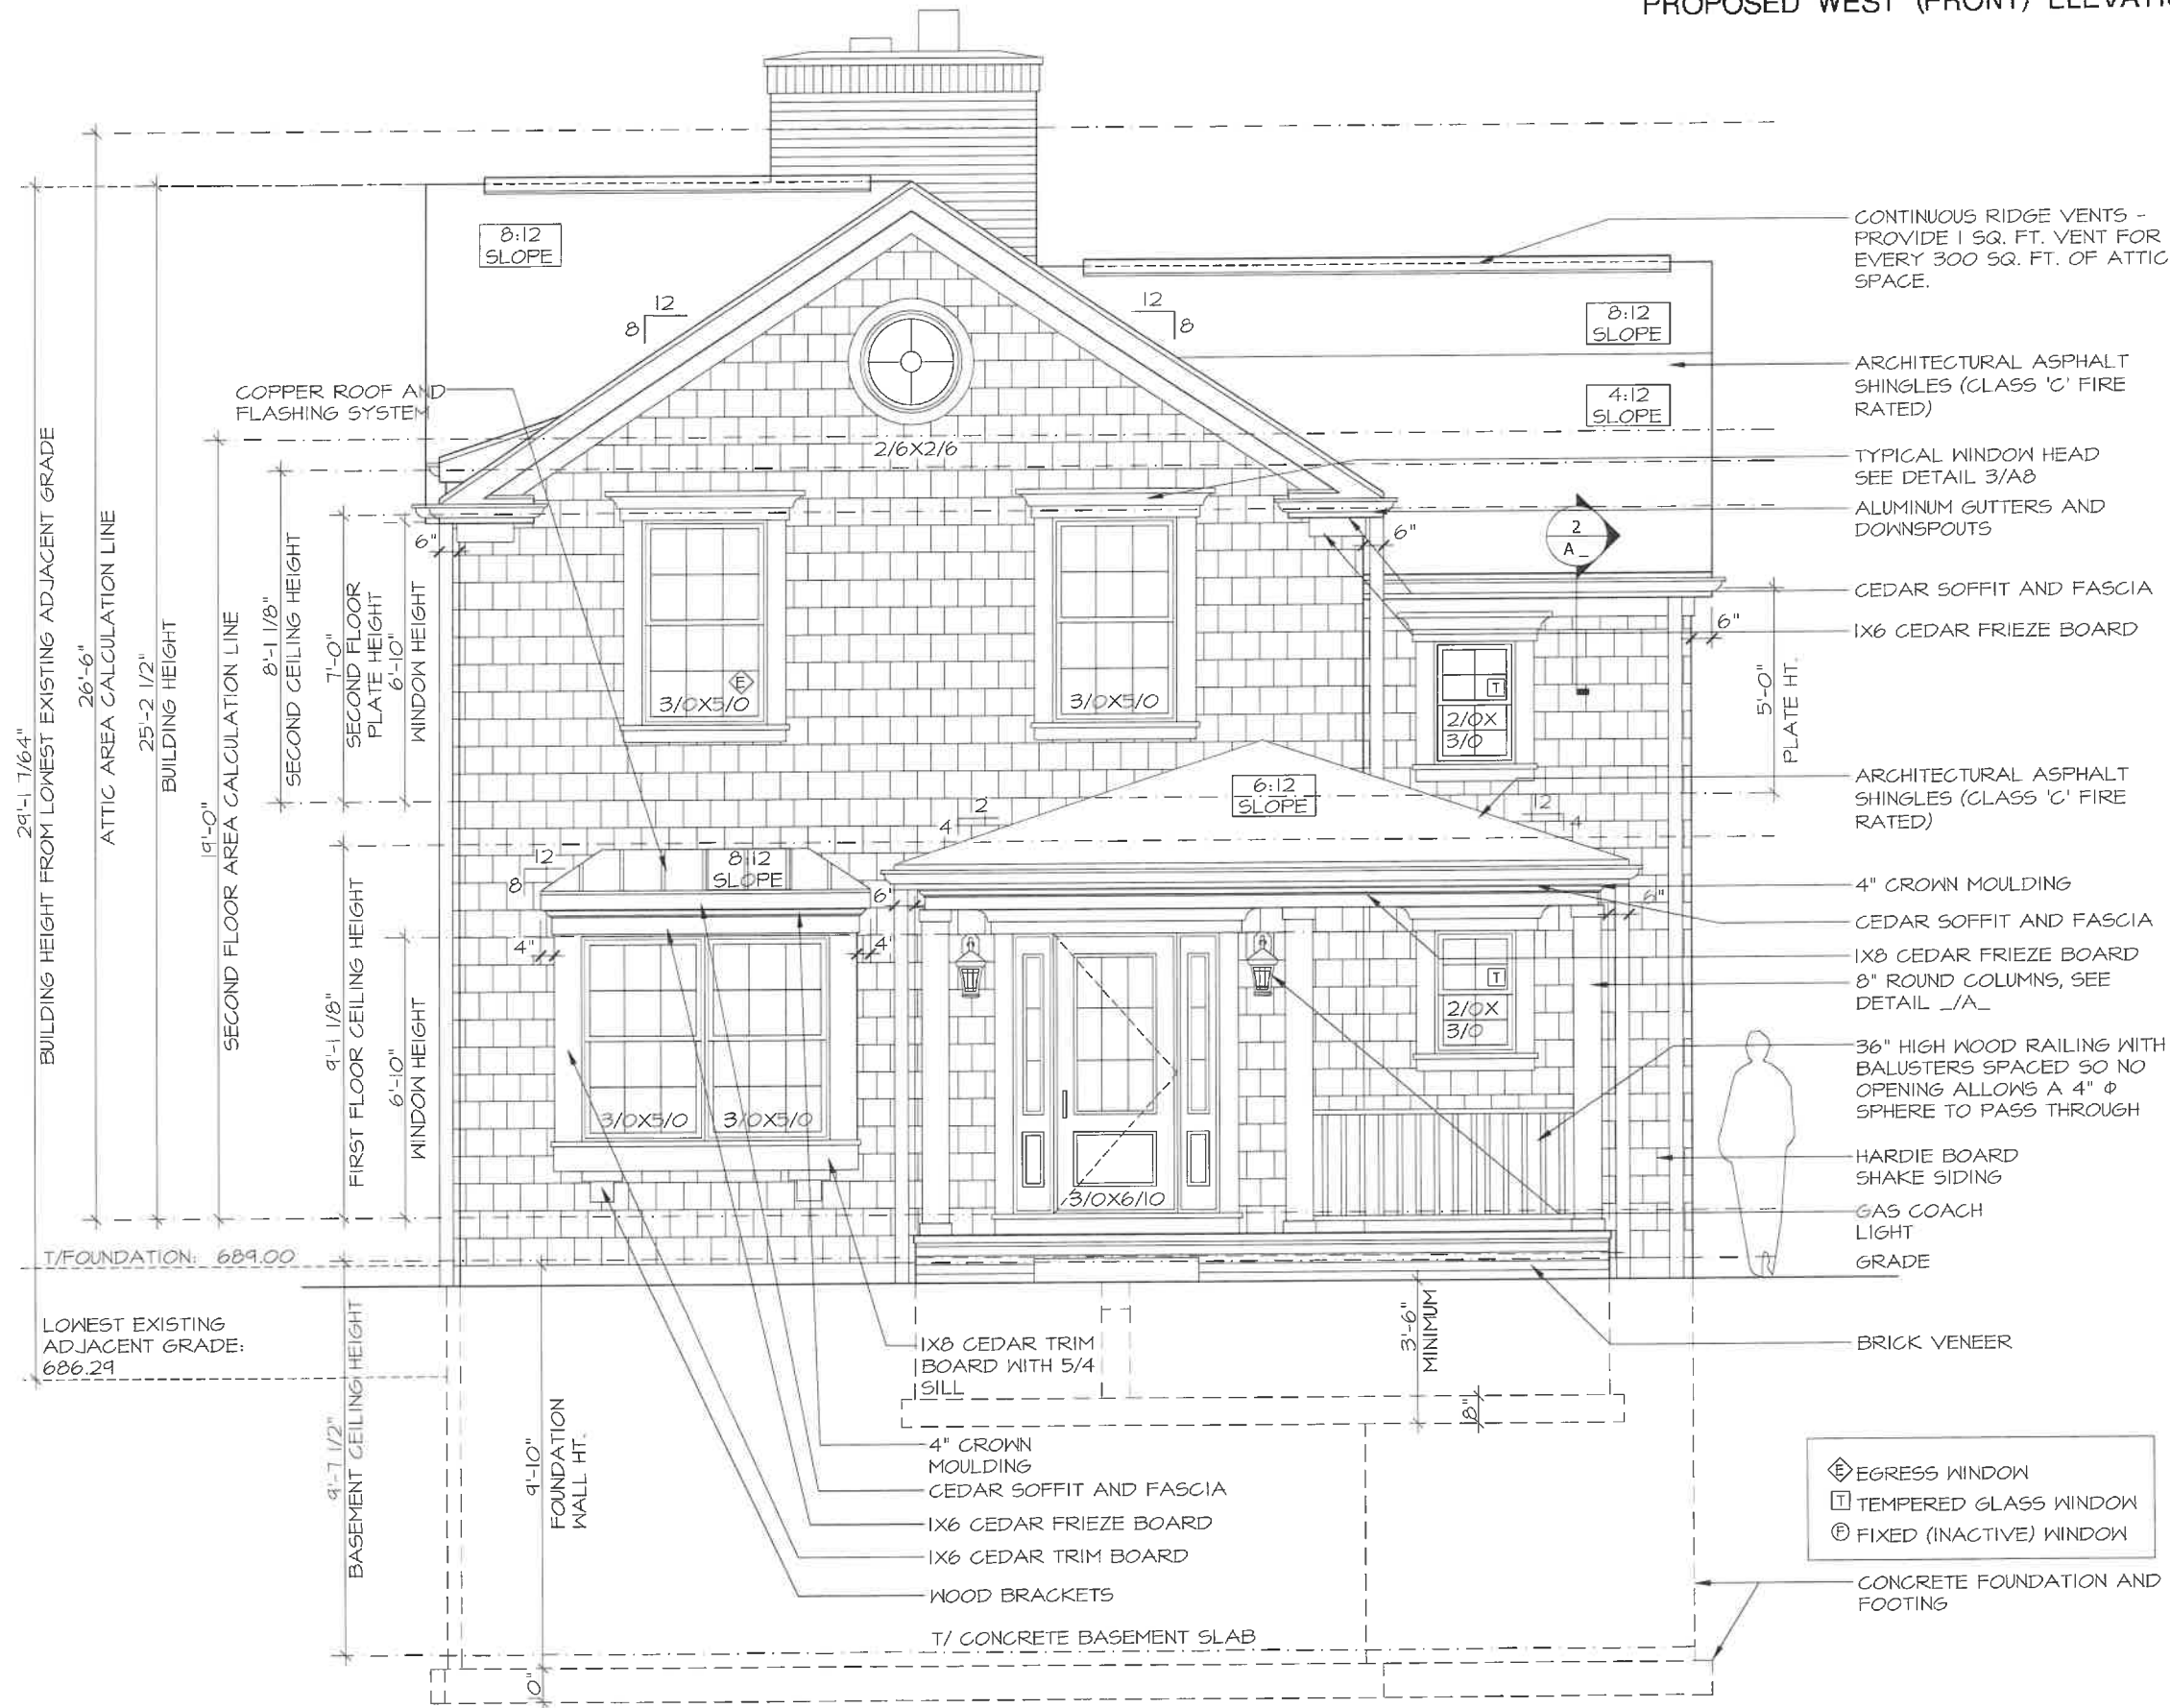 PROPOSED WEST (FRONT) ELEVATI
CONTINUOUS RIDGE VENTS -
PROVIDE 1 SQ. FT. VENT FOR
EVERY 300 SQ. FT. OF ATTIC
SPACE.
8:12
SLOPE
12
8
12
8
8:12
SLOPE
ARCHITECTURAL ASPHALT
SHINGLES (CLASS 'C' FIRE
RATED)
4:12
SLOPE
COPPER ROOF AND
FLASHING SYSTEM
2/6X2/6
TYPICAL WINDOW HEAD
SEE DETAIL 3/A8
ALUMINUM GUTTERS AND
DOWNSPOUTS
2
A_
6"
6"
CEDAR SOFFIT AND FASCIA
1X6 CEDAR FRIEZE BOARD
6"
5'-0"
PLATE HT.
29'-1 7/64"
BUILDING HEIGHT FROM LOWEST EXISTING ADJACENT GRADE
26'-6"
ATTIC AREA CALCULATION LINE
25'-2 1/2"
BUILDING HEIGHT
19'-0"
SECOND FLOOR AREA CALCULATION LINE
8'-1 1/8"
SECOND CEILING HEIGHT
7'-0"
SECOND FLOOR
PLATE HEIGHT
6'-10"
WINDOW HEIGHT
E
3/0X5/0
3/0X5/0
T
2/0X
3/0
ARCHITECTURAL ASPHALT
SHINGLES (CLASS 'C' FIRE
RATED)
6:12
SLOPE
2
4
12
4
12
8
8:12
SLOPE
6"
6"
4"
4"
9'-1 1/8"
FIRST FLOOR CEILING HEIGHT
6'-10"
WINDOW HEIGHT
4" CROWN MOULDING
CEDAR SOFFIT AND FASCIA
1X8 CEDAR FRIEZE BOARD
8" ROUND COLUMNS, SEE
DETAIL _/A_
T
2/0X
3/0
36" HIGH WOOD RAILING WITH
BALUSTERS SPACED SO NO
OPENING ALLOWS A 4" Φ
SPHERE TO PASS THROUGH
3/0X5/0
3/0X5/0
3/0X6/10
HARDIE BOARD
SHAKE SIDING
GAS COACH
LIGHT
GRADE
T/FOUNDATION: 689.00
LOWEST EXISTING
ADJACENT GRADE:
686.29
BRICK VENEER
3'-6"
MINIMUM
8"
1X8 CEDAR TRIM
BOARD WITH 5/4
SILL
9'-7 1/2"
BASEMENT CEILING HEIGHT
9'-10"
FOUNDATION
WALL HT.
4" CROWN
MOULDING
CEDAR SOFFIT AND FASCIA
1X6 CEDAR FRIEZE BOARD
1X6 CEDAR TRIM BOARD
WOOD BRACKETS
E EGRESS WINDOW
T TEMPERED GLASS WINDOW
F FIXED (INACTIVE) WINDOW
CONCRETE FOUNDATION AND
FOOTING
T/ CONCRETE BASEMENT SLAB